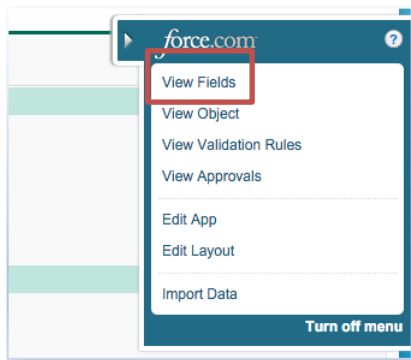 force.com
?
View Fields
View Object
View Validation Rules
View Approvals
Edit App
Edit Layout
Import Data
Turn off menu